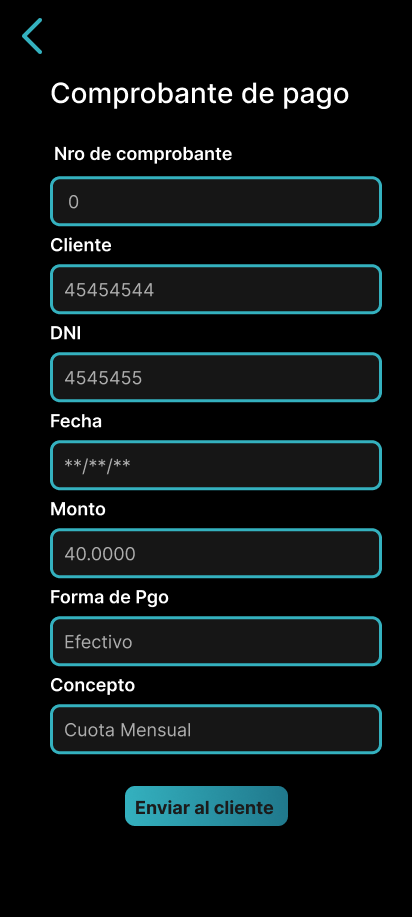 Comprobante de pago
Nro de comprobante
0
Cliente
45454544
DNI
4545455
Fecha
**/**/**
Monto
40.0000
Forma de Pgo
Efectivo
Concepto
Cuota Mensual
Enviar al cliente